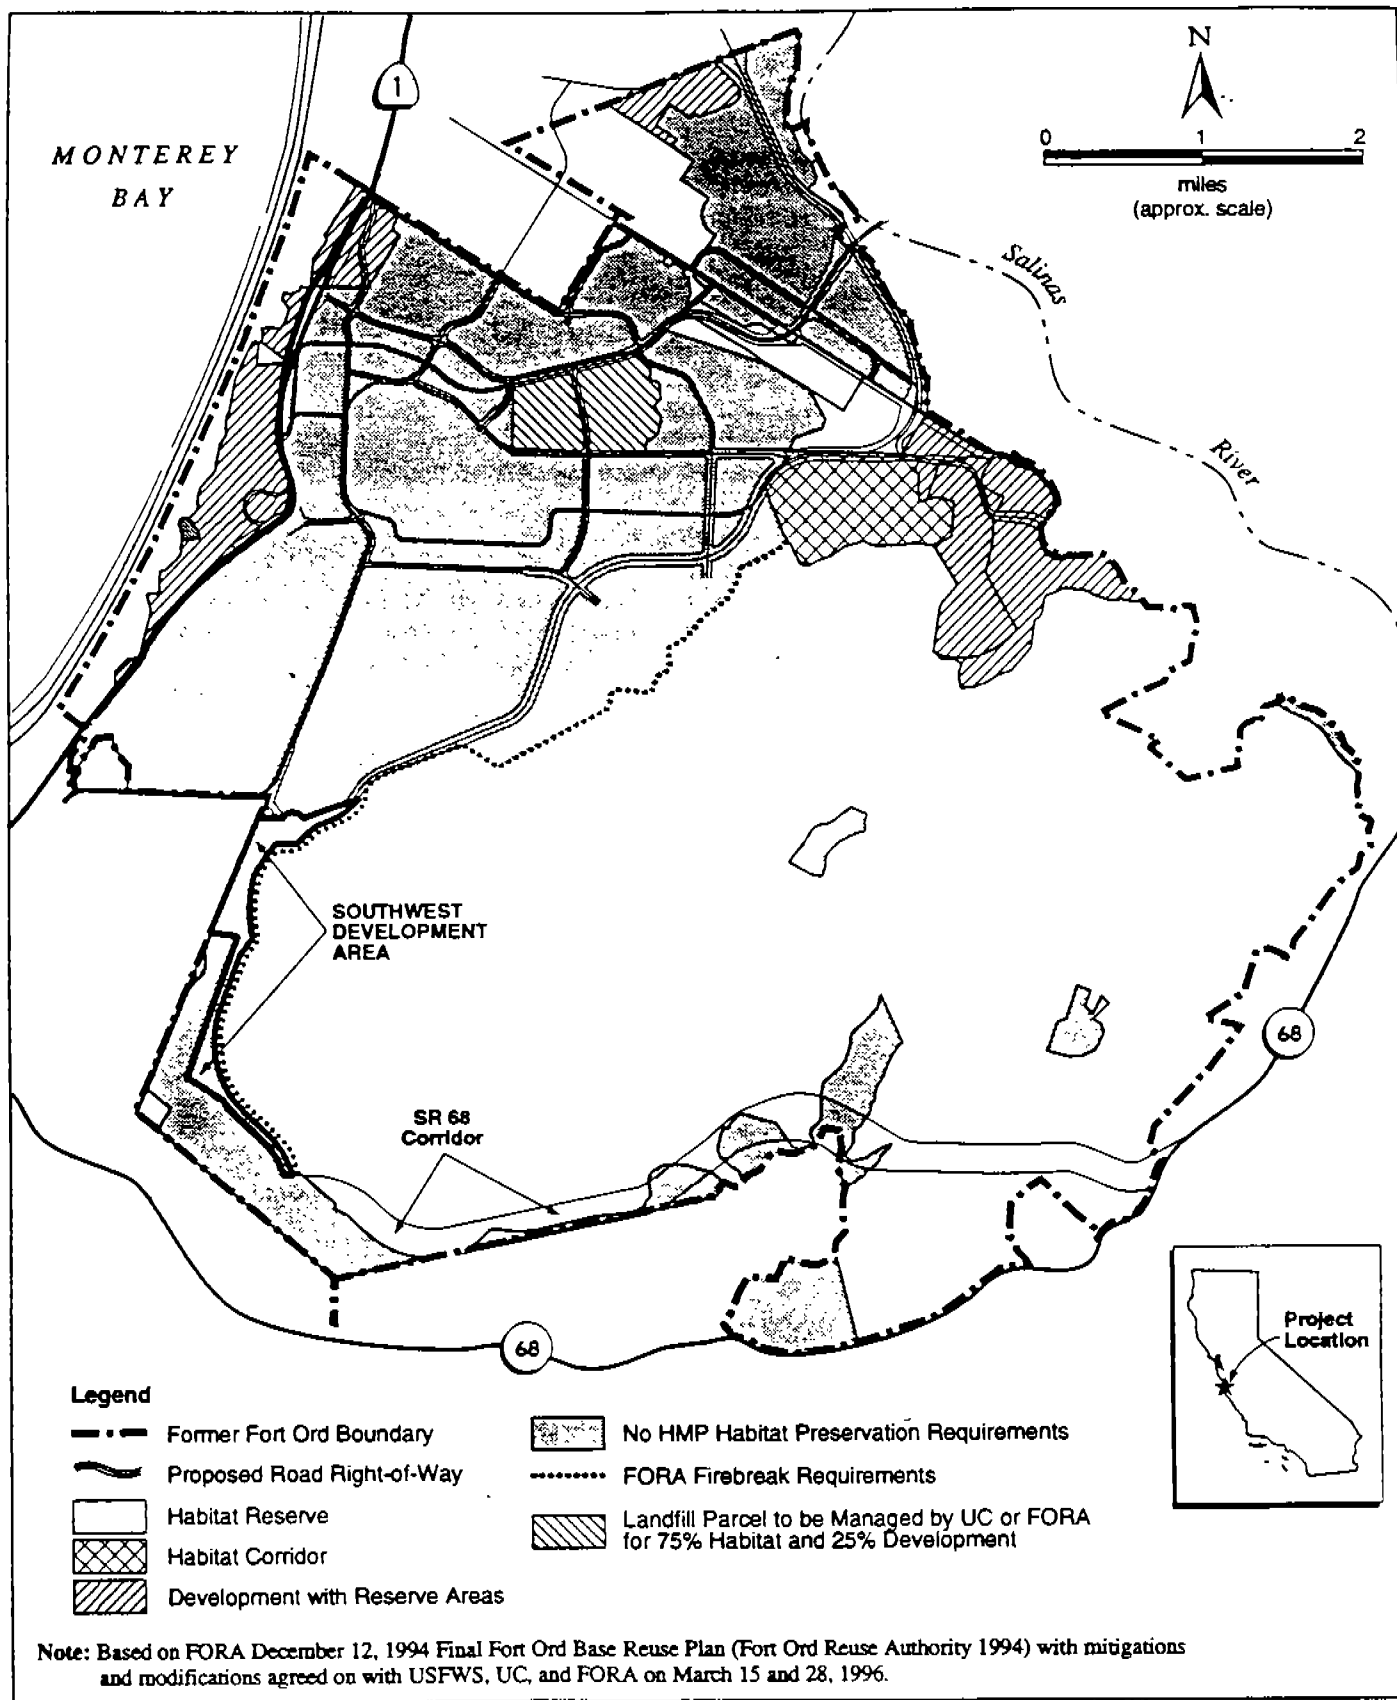 N
1
MONTEREY
BAY
0 1 2
miles
(approx. scale)
Salinas
River
SOUTHWEST
DEVELOPMENT
AREA
68
SR 68
Corridor
68
Project
Location
Legend
Former Fort Ord Boundary
Proposed Road Right-of-Way
Habitat Reserve
Habitat Corridor
Development with Reserve Areas
No HMP Habitat Preservation Requirements
FORA Firebreak Requirements
Landfill Parcel to be Managed by UC or FORA
for 75% Habitat and 25% Development
Note: Based on FORA December 12, 1994 Final Fort Ord Base Reuse Plan (Fort Ord Reuse Authority 1994) with mitigations
and modifications agreed on with USFWS, UC, and FORA on March 15 and 28, 1996.